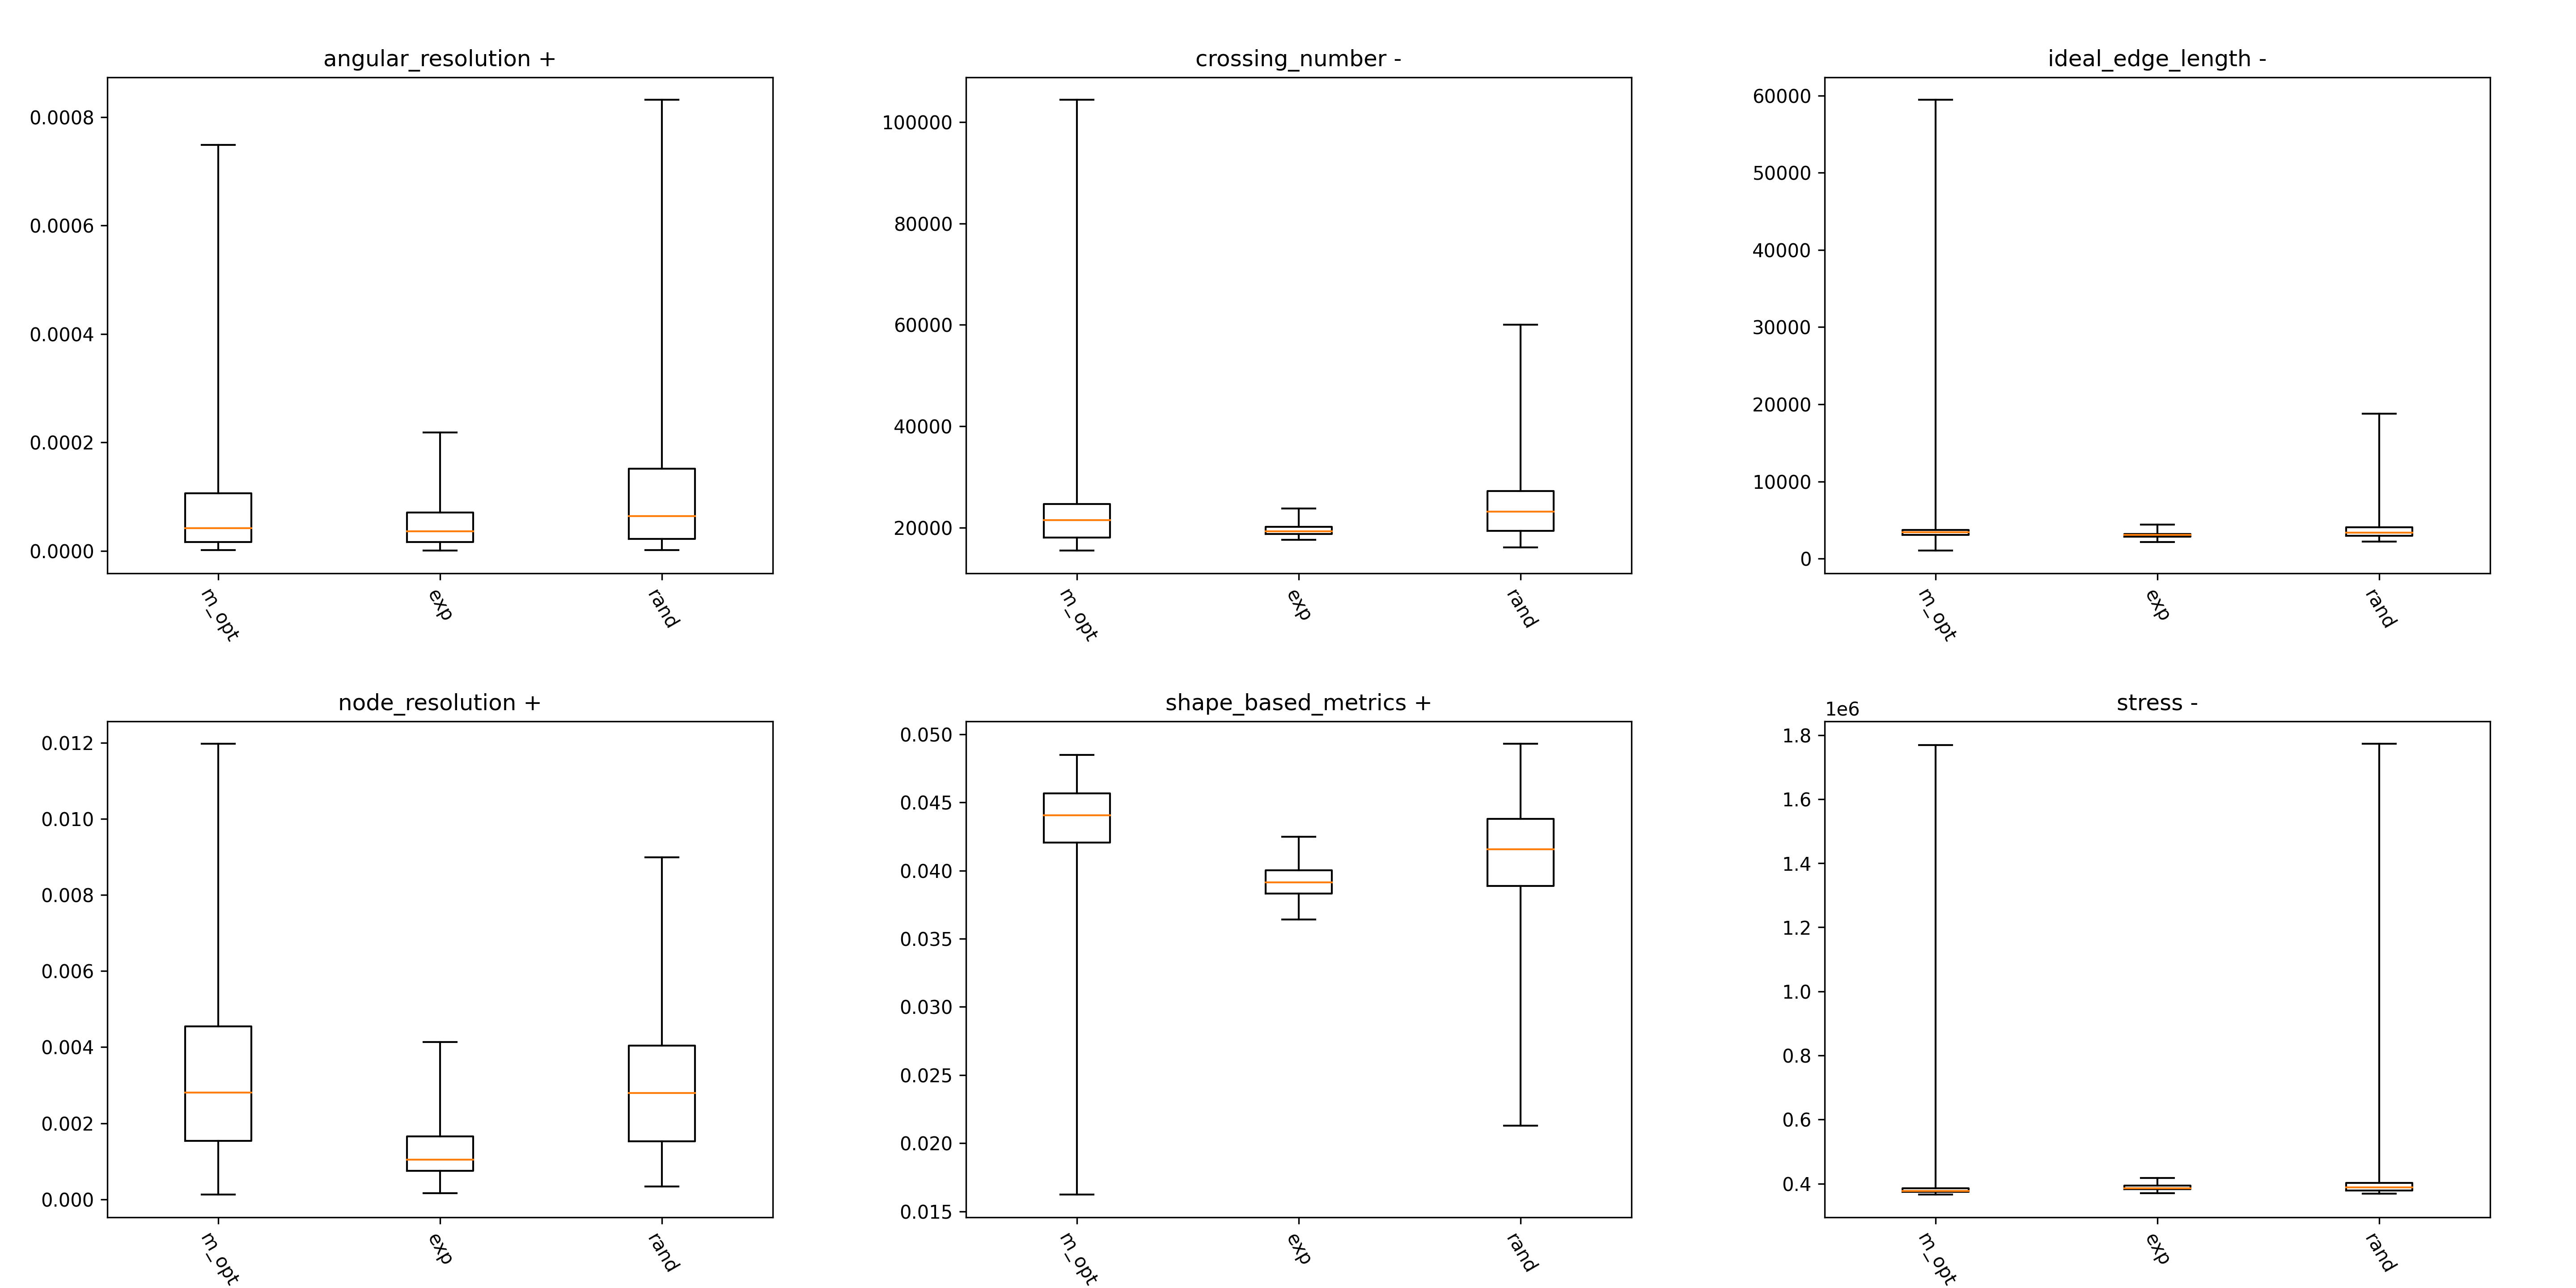 angular_resolution +
0.0008
0.0006
0.0004
0.0002
0.0000
m_opt
exp
rand
crossing_number -
100000
80000
60000
40000
20000
m_opt
exp
rand
ideal_edge_length -
60000
50000
40000
30000
20000
10000
0
m_opt
exp
rand
node_resolution +
0.012
0.010
0.008
0.006
0.004
0.002
0.000
m_opt
exp
rand
shape_based_metrics +
0.050
0.045
0.040
0.035
0.030
0.025
0.020
0.015
m_opt
exp
rand
stress -
1e6
1.8
1.6
1.4
1.2
1.0
0.8
0.6
0.4
m_opt
exp
rand